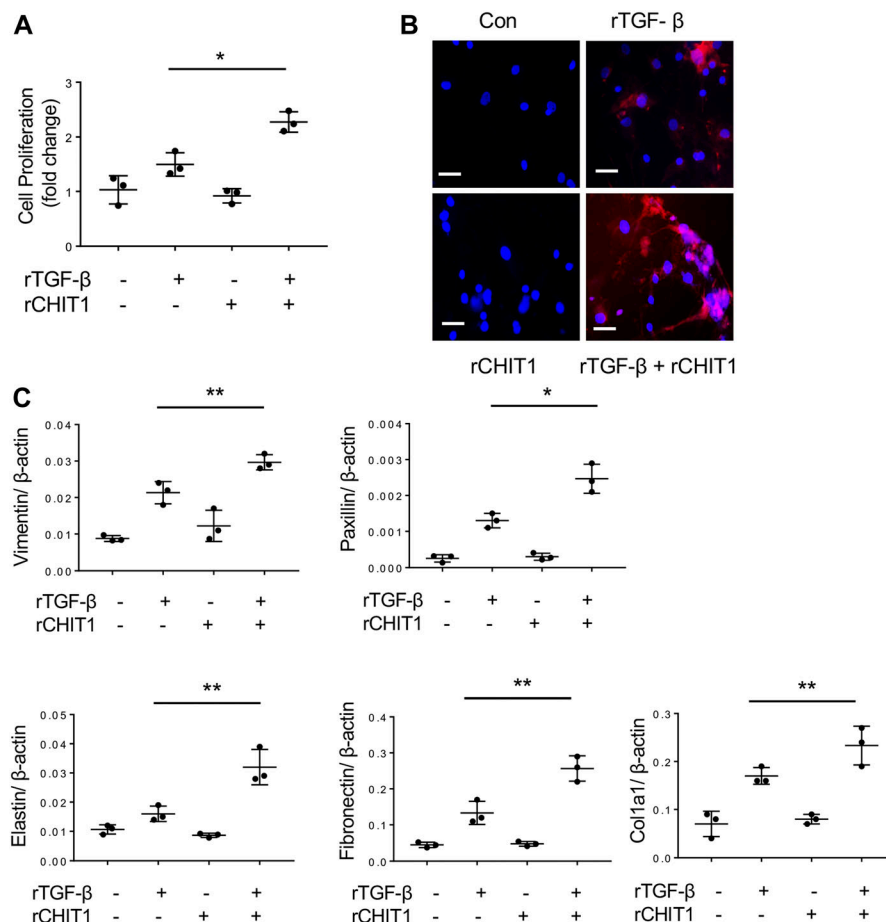 A
*
3
2
1
0
Cell Proliferation
(fold change)
rTGF-β - + - +
rCHIT1 - - + +
B
Con rTGF- β
rCHIT1 rTGF-β + rCHIT1
C
**
0.04
0.03
0.02
0.01
0.00
Vimentin/ β-actin
rTGF-β - + - +
rCHIT1 - - + +
*
0.004
0.003
0.002
0.001
0.000
Paxillin/ β-actin
rTGF-β - + - +
rCHIT1 - - + +
**
0.05
0.04
0.03
0.02
0.01
0.00
Elastin/ β-actin
rTGF-β - + - +
rCHIT1 - - + +
**
0.4
0.3
0.2
0.1
0.0
Fibronectin/ β-actin
rTGF-β - + - +
rCHIT1 - - + +
**
0.3
0.2
0.1
0.0
Col1a1/ β-actin
rTGF-β - + - +
rCHIT1 - - + +